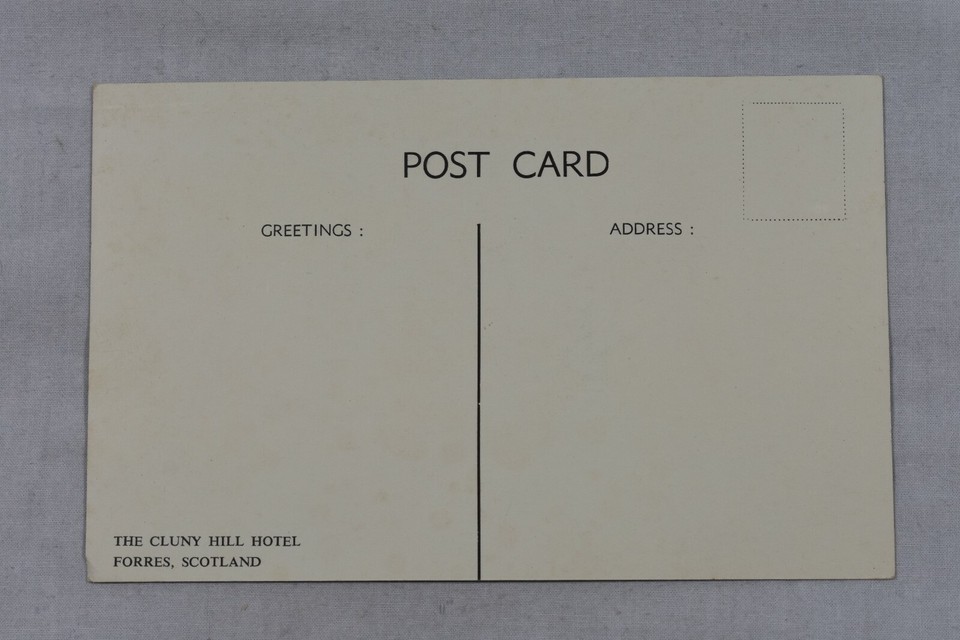 POST CARD
GREETINGS :
ADDRESS :
THE CLUNY HILL HOTEL
FORRES, SCOTLAND